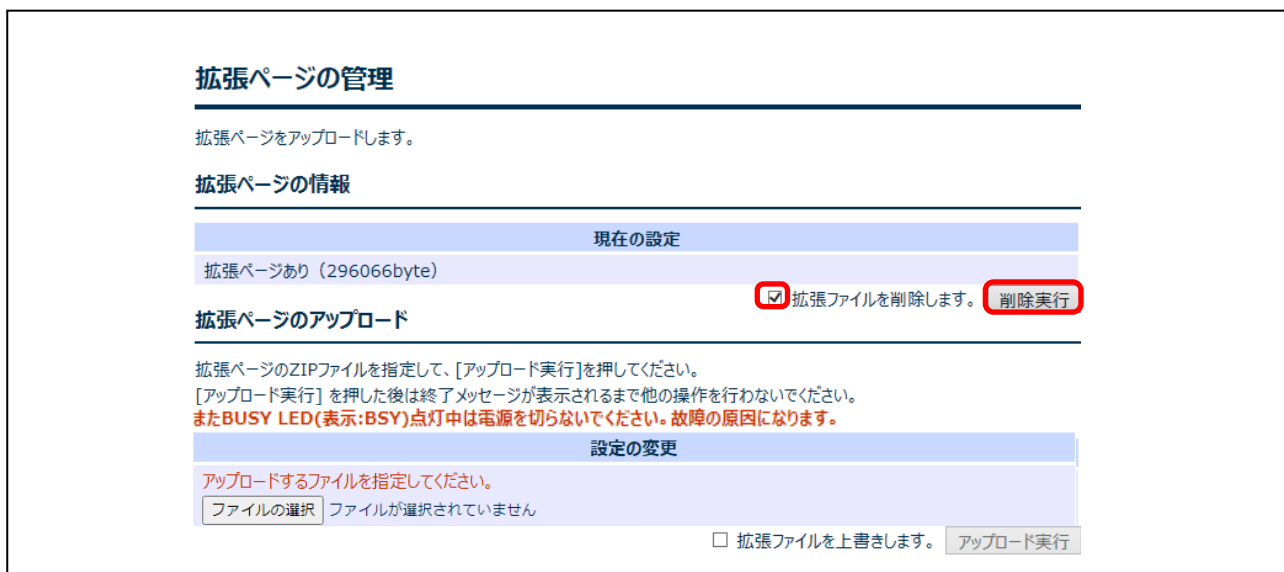 拡張ページの管理
拡張ページをアップロードします。
拡張ページの情報
現在の設定
拡張ページあり（296066byte）
拡張ファイルを削除します。 削除実行
拡張ページのアップロード
拡張ページのZIPファイルを指定して、[アップロード実行]を押してください。
[アップロード実行] を押した後は終了メッセージが表示されるまで他の操作を行わないでください。
またBUSY LED(表示:BSY)点灯中は電源を切らないでください。故障の原因になります。
設定の変更
アップロードするファイルを指定してください。
ファイルの選択 ファイルが選択されていません
拡張ファイルを上書きします。 アップロード実行